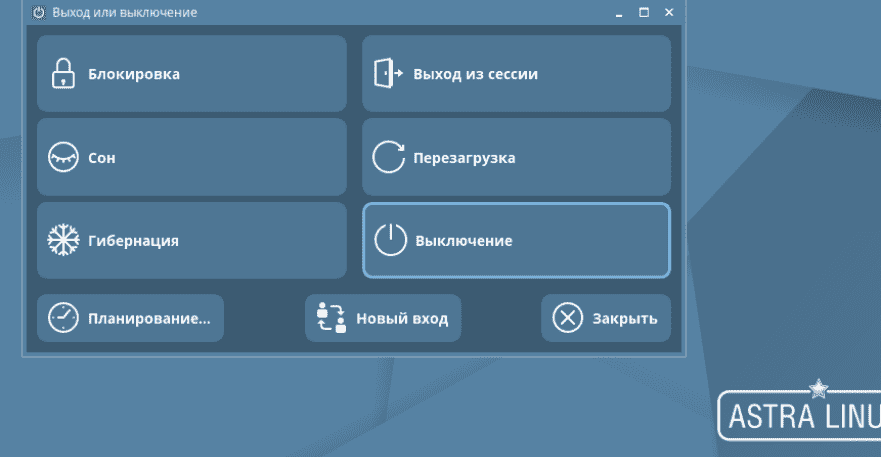 Выход или выключение
Блокировка
Выход из сессии
Сон
Перезагрузка
Гибернация
Выключение
Планирование...
Новый вход
Закрыть
ASTRA LINU